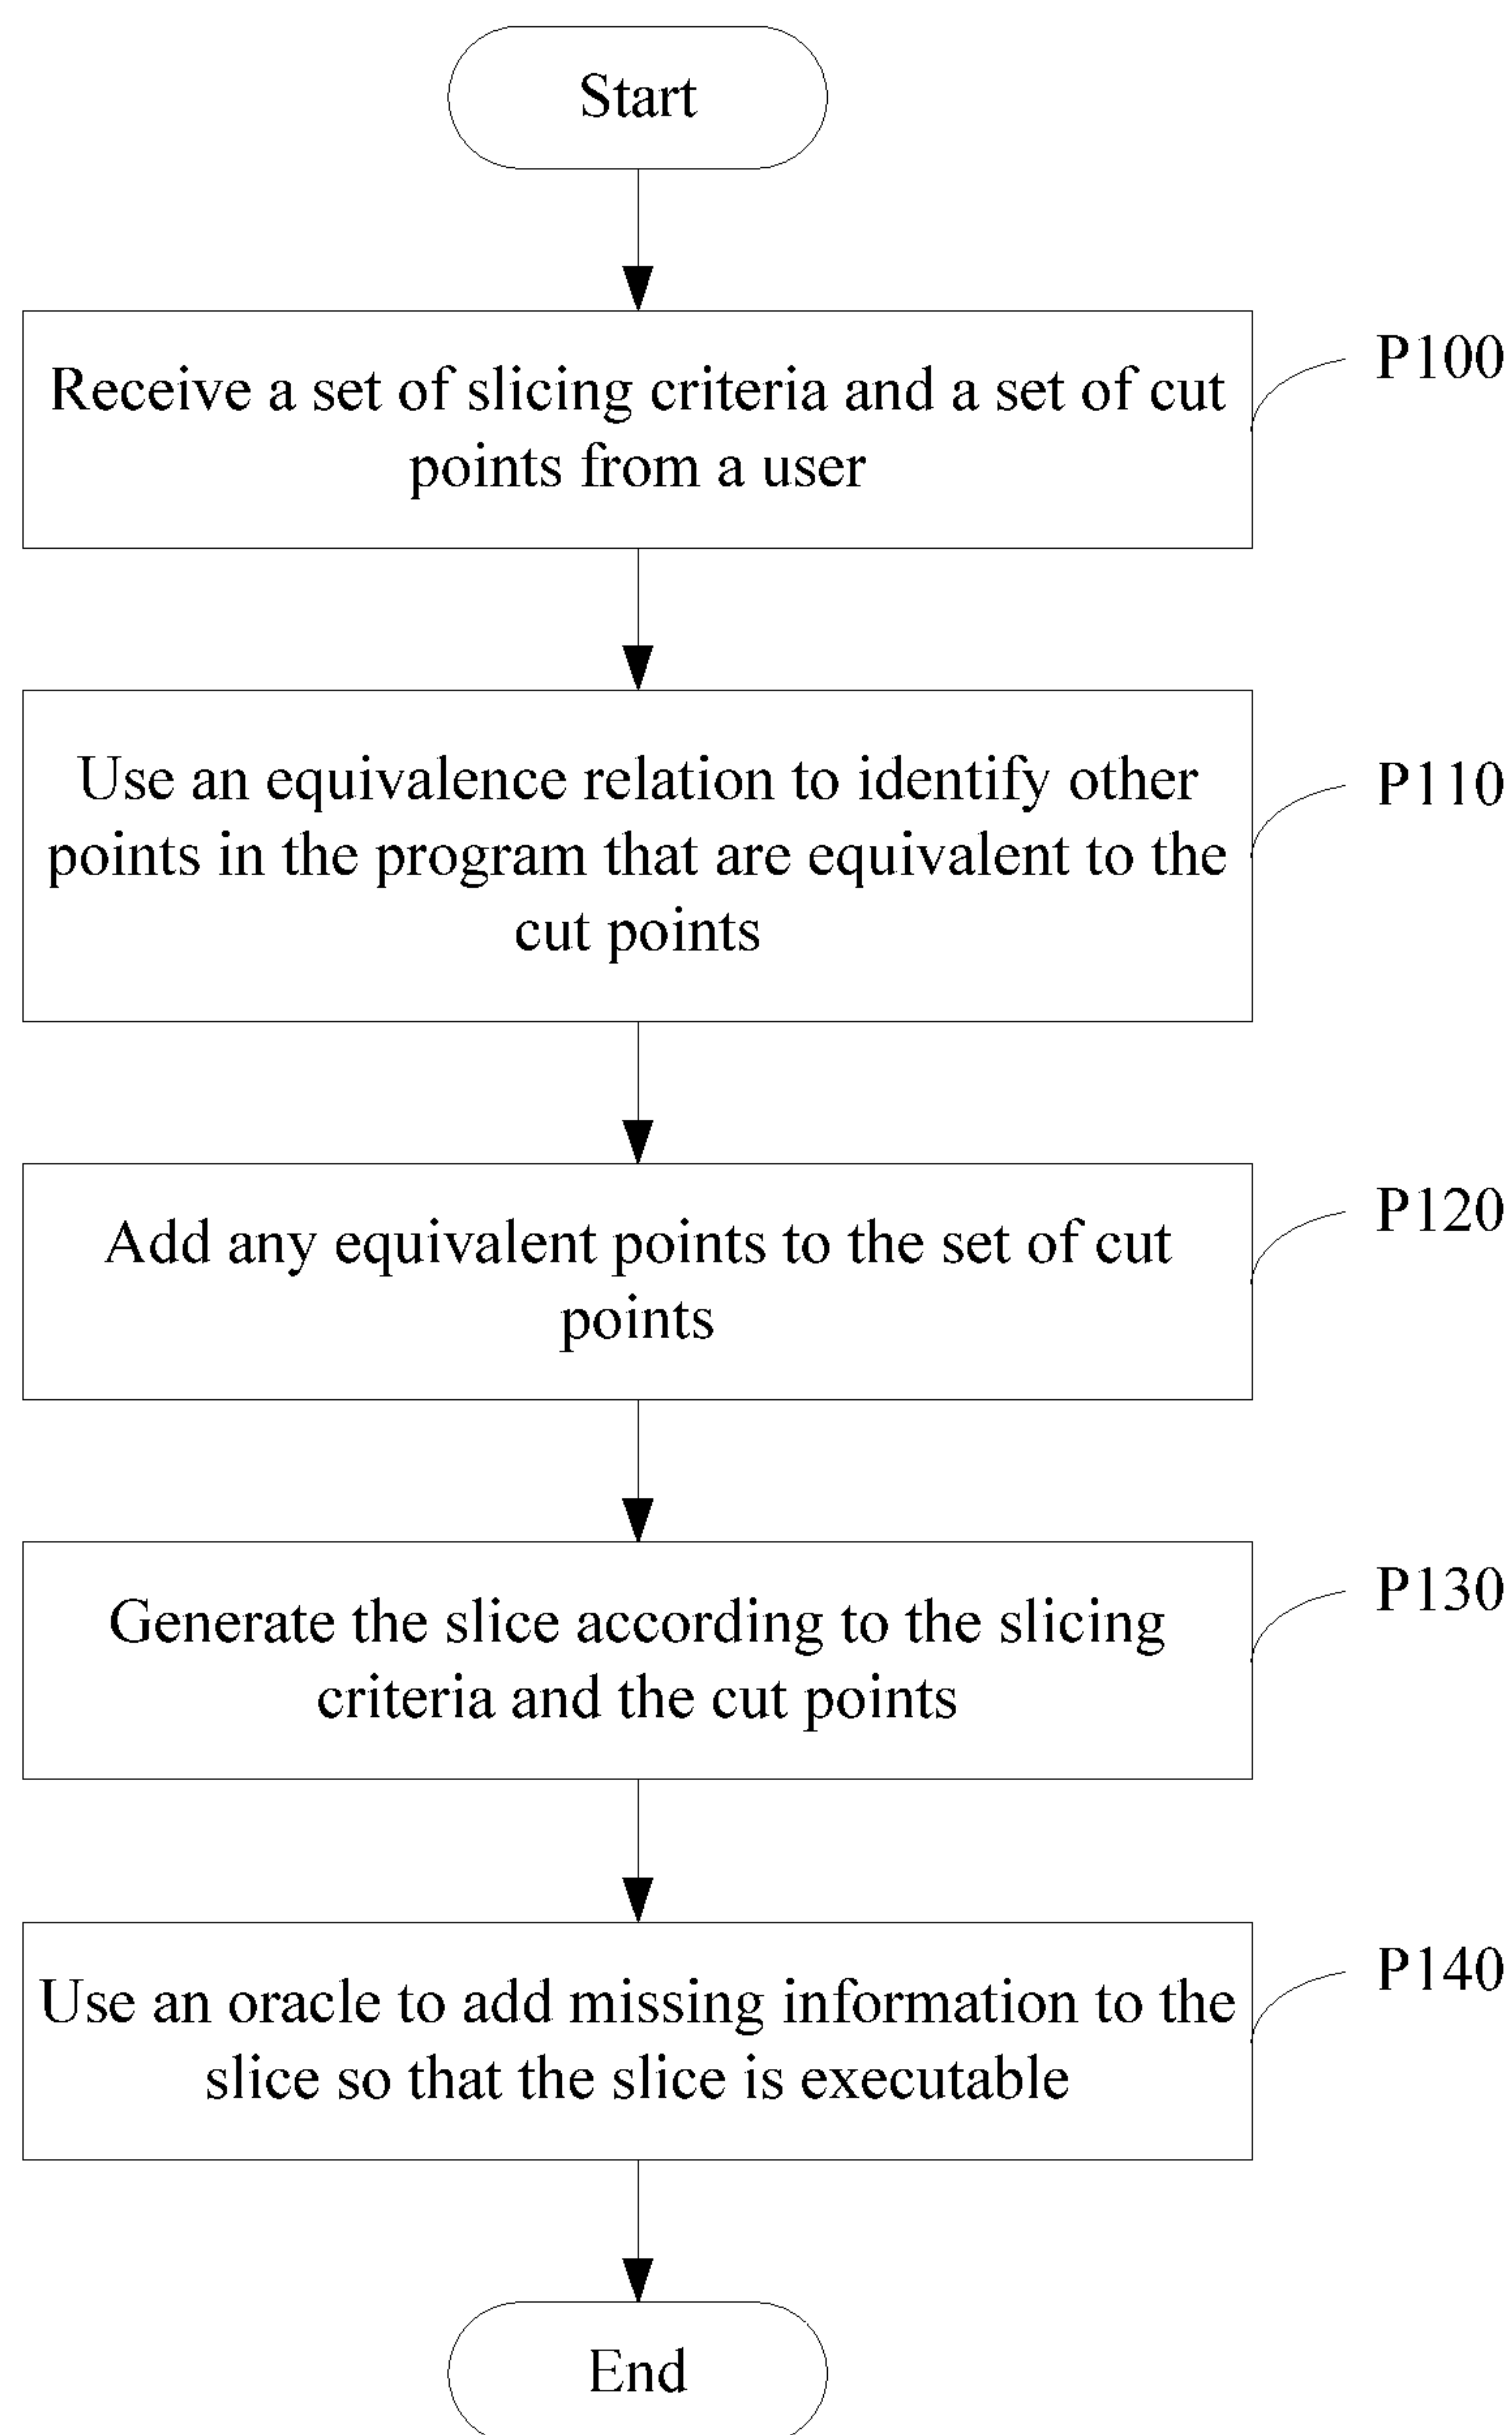 Start
Receive a set of slicing criteria and a set of cut
points from a user
P100
Use an equivalence relation to identify other
points in the program that are equivalent to the
cut points
P110
Add any equivalent points to the set of cut
points
P120
Generate the slice according to the slicing
criteria and the cut points
P130
Use an oracle to add missing information to the
slice so that the slice is executable
P140
End